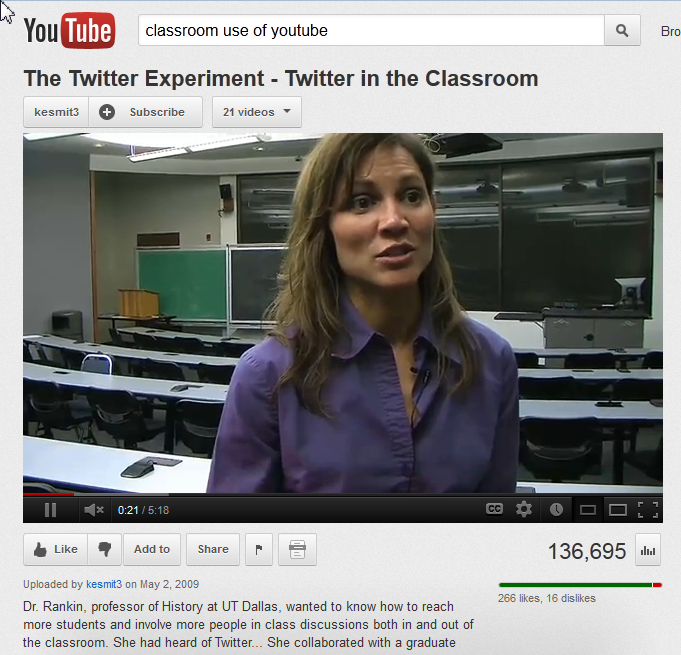 YouTube
classroom use of youtube
Bro
The Twitter Experiment - Twitter in the Classroom
kesmit3 Subscribe 21 videos
CC
0:21 / 5:18
Like Add to Share 136,695
Uploaded by kesmit3 on May 2, 2009
266 likes, 16 dislikes
Dr. Rankin, professor of History at UT Dallas, wanted to know how to reach
more students and involve more people in class discussions both in and out of
the classroom. She had heard of Twitter... She collaborated with a graduate